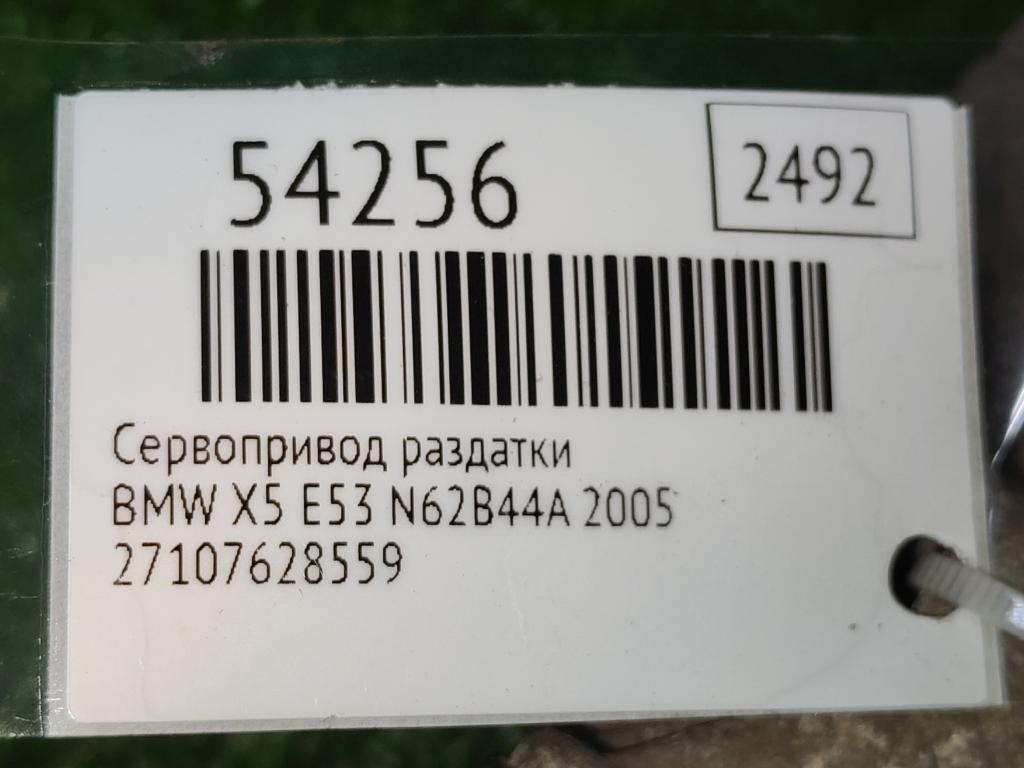 54256
2492
Сервопривод раздатки
BMW X5 E53 N62B44A 2005
27107628559